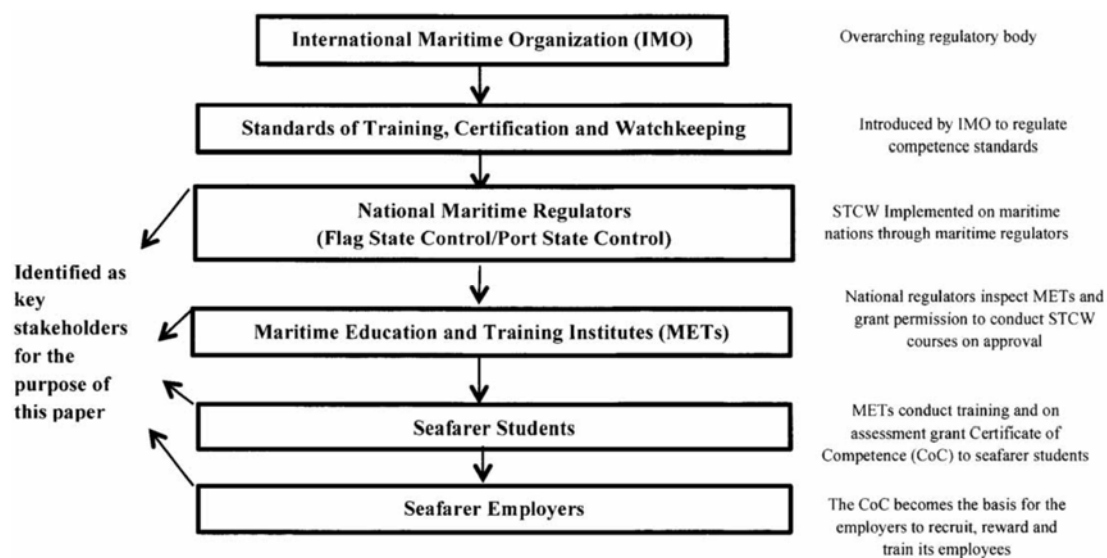 International Maritime Organization (IMO)
Overarching regulatory body
Standards of Training, Certification and Watchkeeping
Introduced by IMO to regulate
competence standards
National Maritime Regulators
(Flag State Control/Port State Control)
STCW Implemented on maritime
nations through maritime regulators
Identified as
key
stakeholders
for the
purpose of
this paper
Maritime Education and Training Institutes (METs)
National regulators inspect METs and
grant permission to conduct STCW
courses on approval
Seafarer Students
METs conduct training and on
assessment grant Certificate of
Competence (CoC) to seafarer students
Seafarer Employers
The CoC becomes the basis for the
employers to recruit, reward and
train its employees